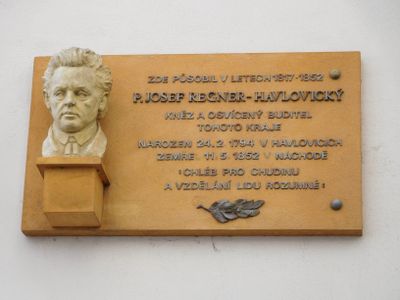 ZDE PŮSOBIL V LETECH 1817-1852
P. JOSEF REGNER-HAVLOVICKÝ
KNĚZ A OSVÍCENÝ BUDITEL
TOHOTO KRAJE
NAROZEN 24. 2. 1794 V HAVLOVICÍCH
ZEMŘE 11. 5. 1852 V NÁCHODĚ
: CHLÉB PRO CHUDINU
A VZDĚLÁNÍ LIDU ROZUMNÉ :